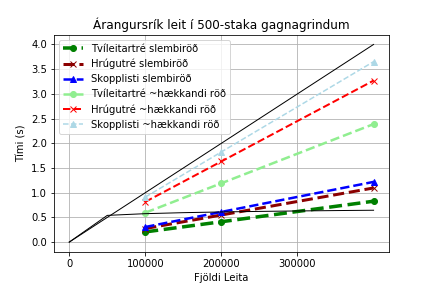 Árangursrík leit í 500-staka gagnagrindum
Tvíleitartré slembiröð
Hrúgutré slembiröð
Skopplisti slembiröð
Tvíleitartré ~hækkandi röð
Hrúgutré ~hækkandi röð
Skopplisti ~hækkandi röð
Tími (s)
4.0
3.5
3.0
2.5
2.0
1.5
1.0
0.5
0.0
0
100000
200000
300000
Fjöldi Leita